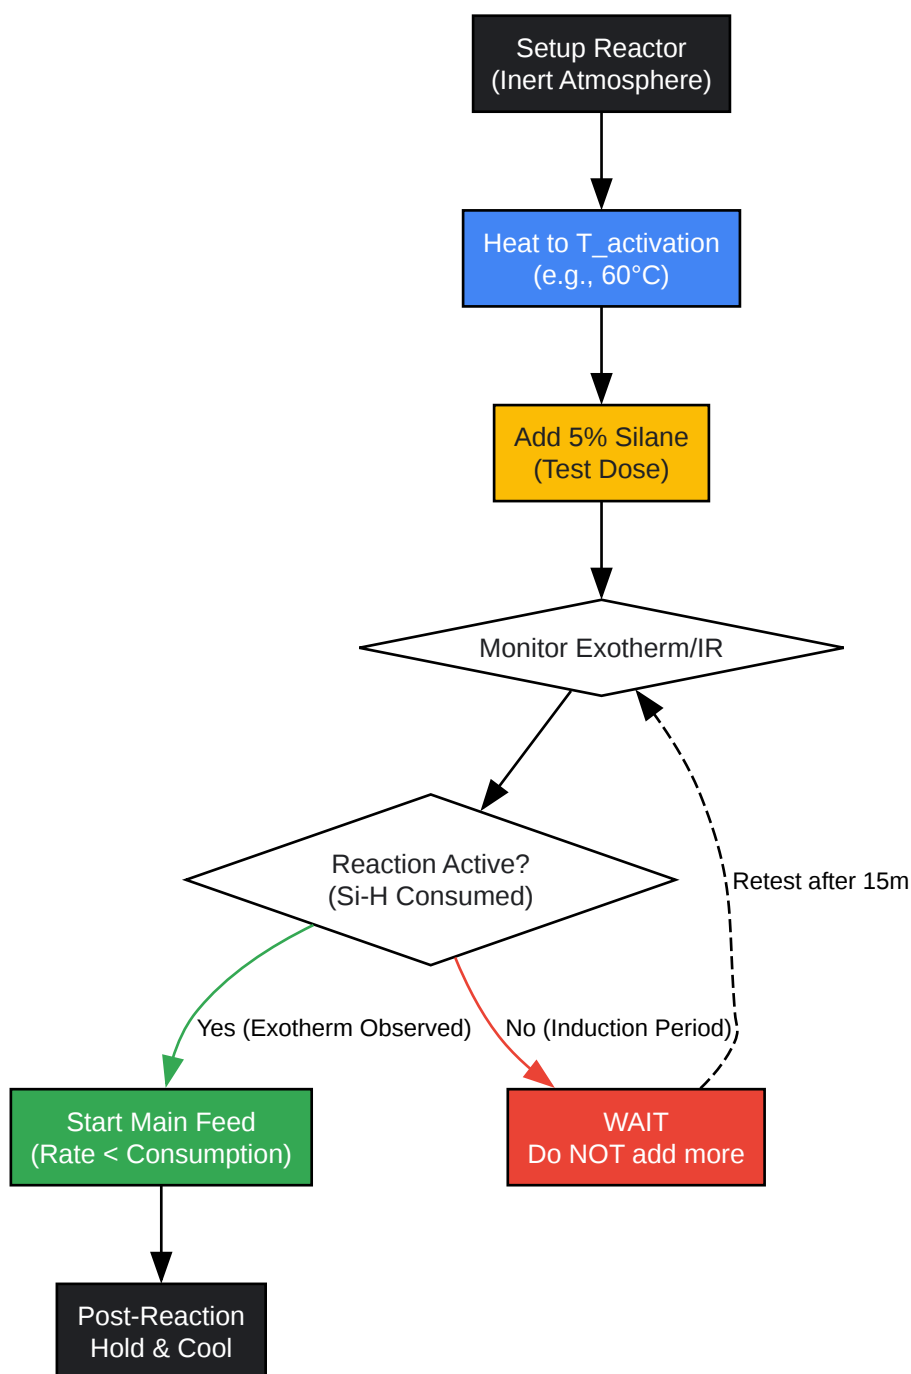 Setup Reactor
(Inert Atmosphere)
Heat to T_activation
(e.g., 60°C)
Add 5% Silane
(Test Dose)
Monitor Exotherm/IR
Reaction Active?
(Si-H Consumed)
Retest after 15m
Yes (Exotherm Observed)
No (Induction Period)
Start Main Feed
(Rate < Consumption)
WAIT
Do NOT add more
Post-Reaction
Hold & Cool